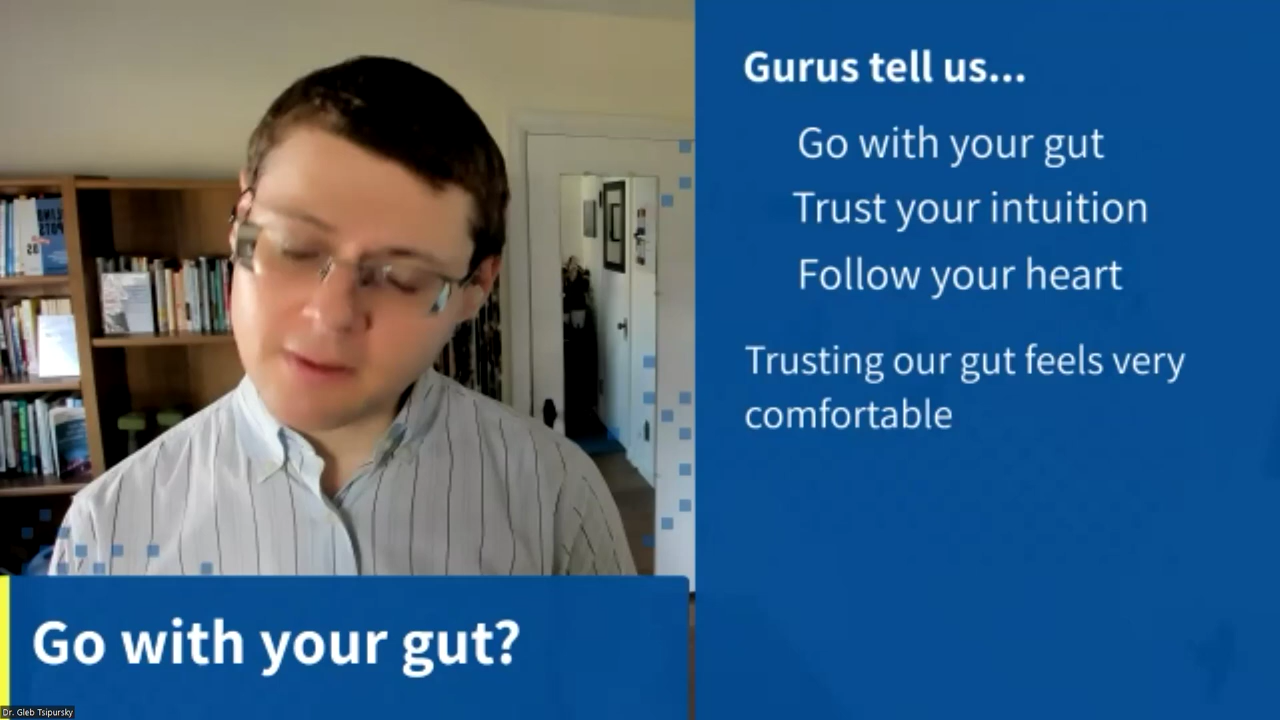 Gurus tell us...
Go with your gut
Trust your intuition
Follow your heart
Trusting our gut feels very
comfortable
Go with your gut?
Dr. Gleb Tsipursky